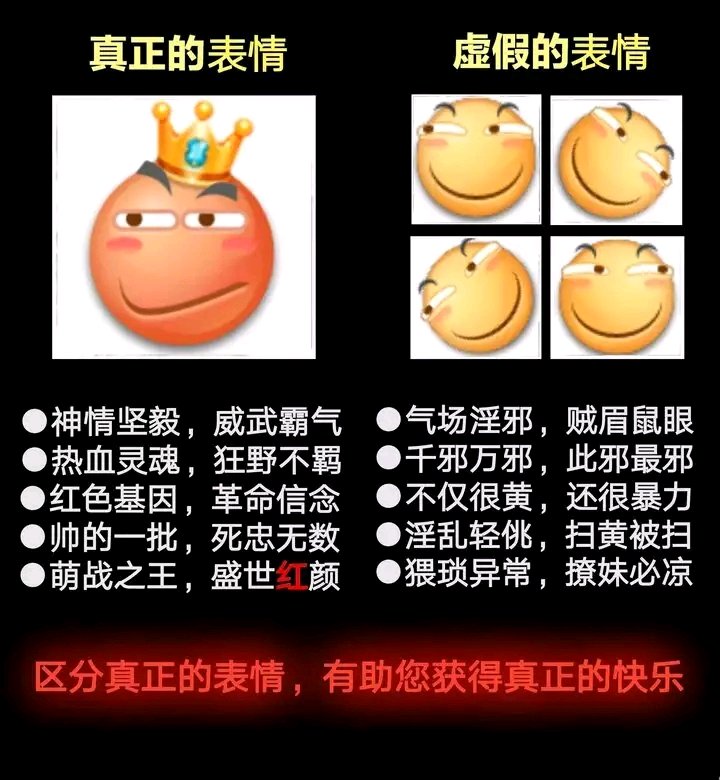 真正的表情
虚假的表情
●神情坚毅，威武霸气
●热血灵魂，狂野不羁
●红色基因，革命信念
●帅的一批，死忠无数
●萌战之王，盛世红颜
●气场淫邪，贼眉鼠眼
●千邪万邪，此邪最邪
●不仅很黄，还很暴力
●淫乱轻佻，扫黄被扫
●猥琐异常，撩妹必凉
区分真正的表情，有助您获得真正的快乐